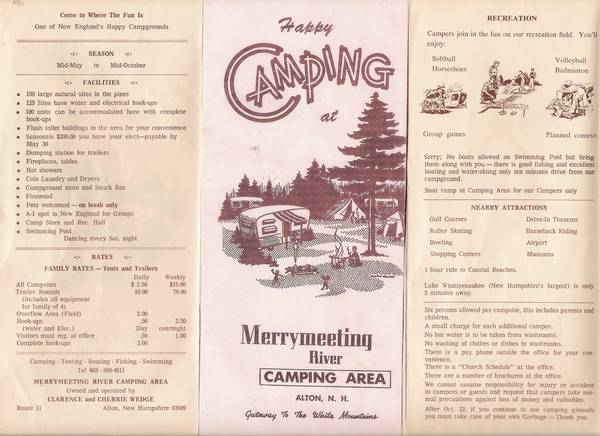 Come to Where The Fun Is
One of New England's Happy Campgrounds
-:- SEASON -:-
Mid-May to Mid-October
-:- FACILITIES -:-
● 150 large natural sites in the pines
● 125 Sites have water and electrical hook-ups
● 100 units can be accommodated here with complete
hook-ups
● Flush toilet buildings in the area for your convenience
● Seasonals $200.00 you have your elect—payable by
May 30
● Dumping station for trailers
● Fireplaces, tables
● Hot showers
● Coin Laundry and Dryers
● Campground store and Snack Bar
● Firewood
● Pets welcomed — on leash only
● A-1 spot in New England for Groups
● Camp Store and Rec. Hall
● Swimming Pool
Dancing every Sat. night
-:- RATES -:-
FAMILY RATES — Tents and Trailers
Daily Weekly
All Campsites $ 2.50 $15.00
Trailer Rentals 10.00 70.00
(includes all equipment
for family of 4)
Overflow Area (Field) 2.00
Hook-ups .50 2.50
(water and Elec.) Day overnight
Visitors must reg. at office .50 1.00
Complete hook-ups 3.00
Camping - Tenting - Boating - Fishing - Swimming
Tel 603 - 859-4811
MERRYMEETING RIVER CAMPING AREA
Owned and operated by
CLARENCE and CHERRIE WEDGE
Route 11 Alton, New Hampshire 03809
Happy
CAMPING
at
Merrymeeting
River
CAMPING AREA
ALTON, N. H.
Gateway To The White Mountains
RECREATION
Campers join in the fun on our recreation field. You'll
enjoy:
Softball Volleyball
Horseshoes Badminton
Group games Planned contests
Sorry, No boats allowed on Swimming Pool but bring
them along with you — there is good fishing and excellent
boating and water-skiing only ten minutes drive from our
campground.
Boat ramp at Camping Area for our Campers only
NEARBY ATTRACTIONS
Golf Courses Drive-In Theatres
Roller Skating Horseback Riding
Bowling Airport
Shopping Centers Museums
1 hour ride to Coastal Beaches.
Lake Winnipesaukee (New Hampshire's largest) is only
5 minutes away.
Six persons allowed per campsite, this includes parents and
children.
A small charge for each additional camper.
No hot water is to be taken from washrooms.
No washing of clothes or dishes in washrooms.
There is a pay phone outside the office for your con-
venience.
There is a "Church Schedule" at the office.
There are a number of brochures at the office.
We cannot assume responsibility for injury or accident
to campers or guests and request that campers take nor-
mal precautions against loss of money and valuables.
After Oct. 12, if you continue to use camping grounds
you must take care of your own Garbage — Thank you.